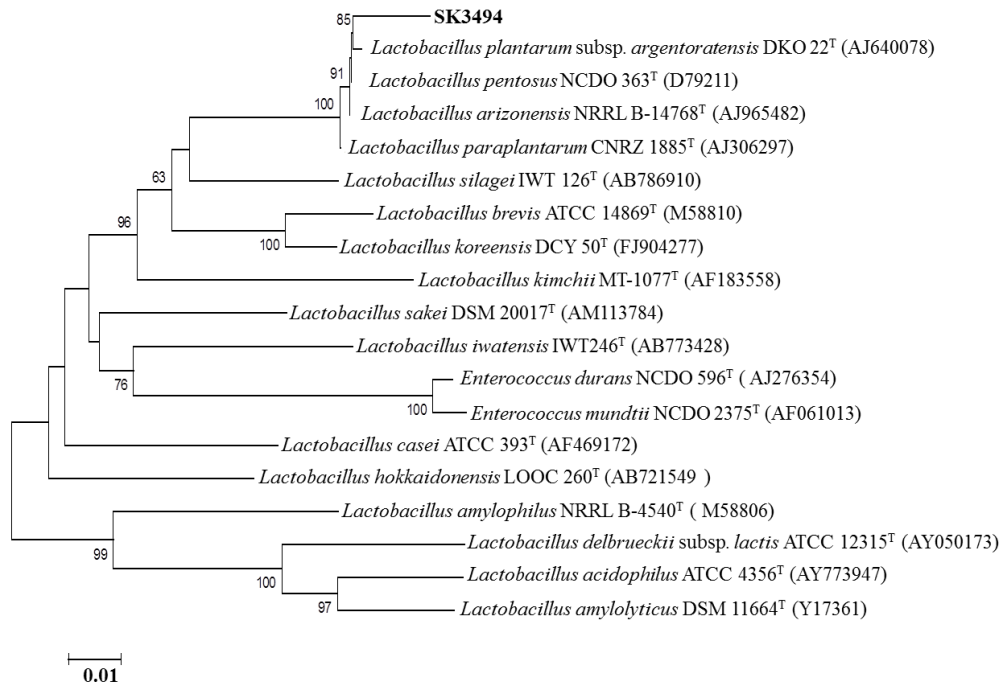 85
SK3494
Lactobacillus plantarum subsp. argentoratensis DKO 22ᵀ (AJ640078)
91
Lactobacillus pentosus NCDO 363ᵀ (D79211)
100
Lactobacillus arizonensis NRRL B-14768ᵀ (AJ965482)
Lactobacillus paraplantarum CNRZ 1885ᵀ (AJ306297)
63
Lactobacillus silagei IWT 126ᵀ (AB786910)
96
Lactobacillus brevis ATCC 14869ᵀ (M58810)
100
Lactobacillus koreensis DCY 50ᵀ (FJ904277)
Lactobacillus kimchii MT-1077ᵀ (AF183558)
Lactobacillus sakei DSM 20017ᵀ (AM113784)
Lactobacillus iwatensis IWT246ᵀ (AB773428)
76
Enterococcus durans NCDO 596ᵀ ( AJ276354)
100
Enterococcus mundtii NCDO 2375ᵀ (AF061013)
Lactobacillus casei ATCC 393ᵀ (AF469172)
Lactobacillus hokkaidonensis LOOC 260ᵀ (AB721549 )
Lactobacillus amylophilus NRRL B-4540ᵀ ( M58806)
99
Lactobacillus delbrueckii subsp. lactis ATCC 12315ᵀ (AY050173)
100
Lactobacillus acidophilus ATCC 4356ᵀ (AY773947)
97
Lactobacillus amylolyticus DSM 11664ᵀ (Y17361)
0.01